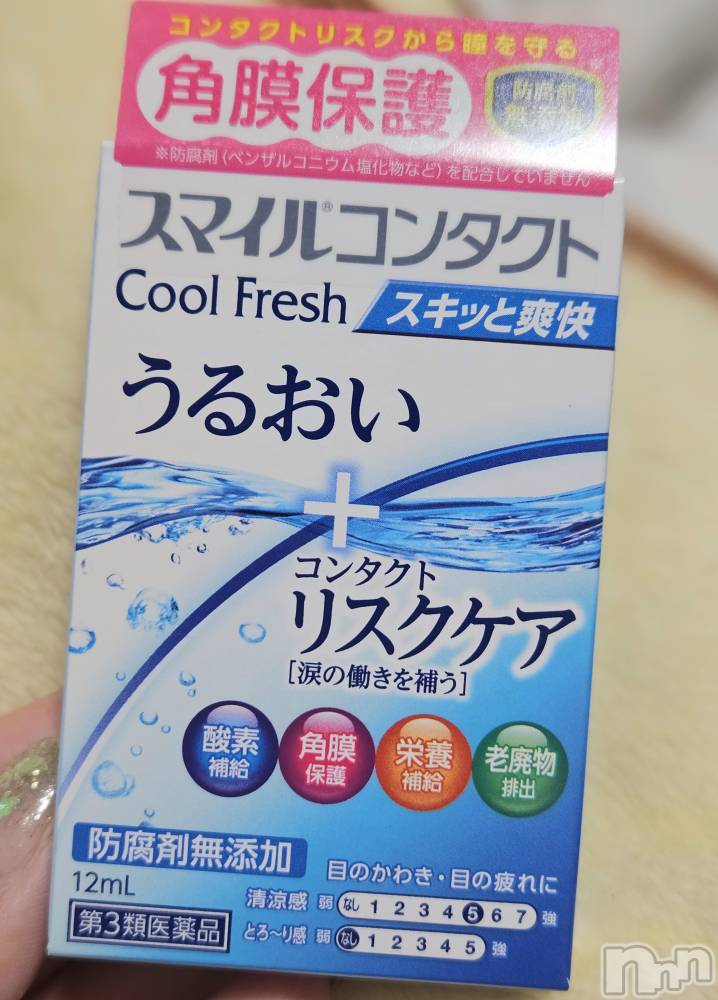 コンタクトリスクから瞳を守る
角膜保護
防腐剤
無添加
※防腐剤（ベンザルコニウム塩化物など）を配合していません
スマイル®コンタクト
Cool Fresh
スキッと爽快
うるおい
+
コンタクト
リスクケア
[涙の働きを補う]
酸素
補給
角膜
保護
栄養
補給
老廃物
排出
防腐剤無添加
目のかわき・目の疲れに
12mL
清涼感 弱 なし 1 2 3 4 5 6 7 強
第3類医薬品
とろ〜り感 弱 なし 1 2 3 4 5 強
nnn